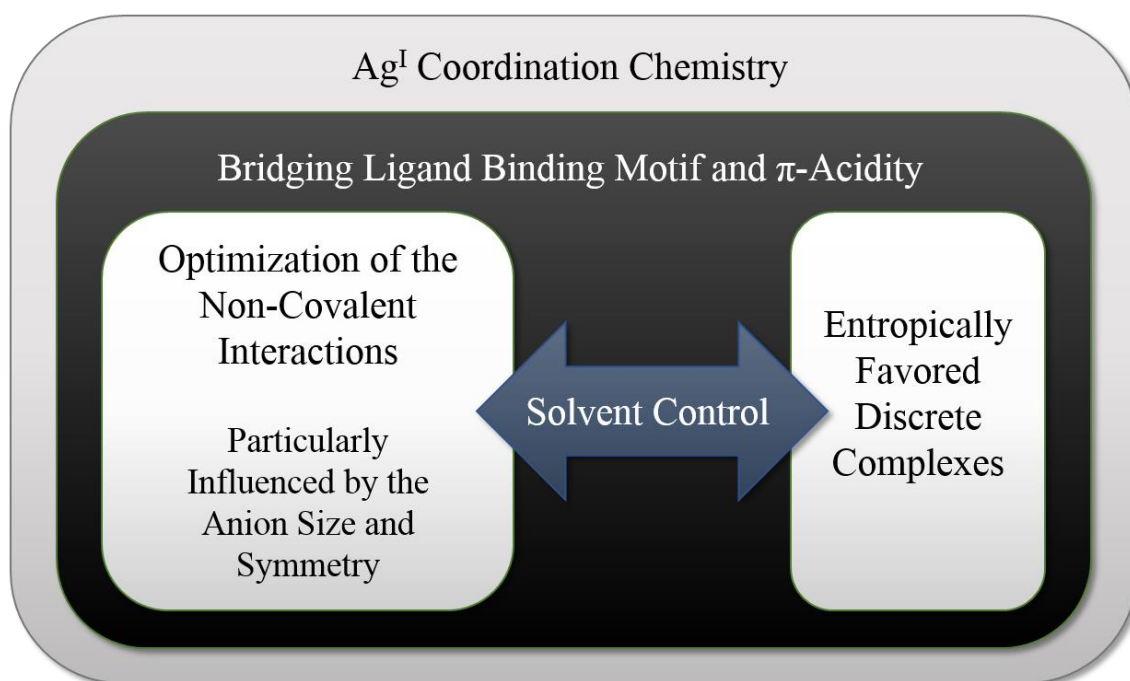 Agᴵ Coordination Chemistry
Bridging Ligand Binding Motif and π-Acidity
Optimization of the
Non-Covalent
Interactions
Particularly
Influenced by the
Anion Size and
Symmetry
Solvent Control
Entropically
Favored
Discrete
Complexes